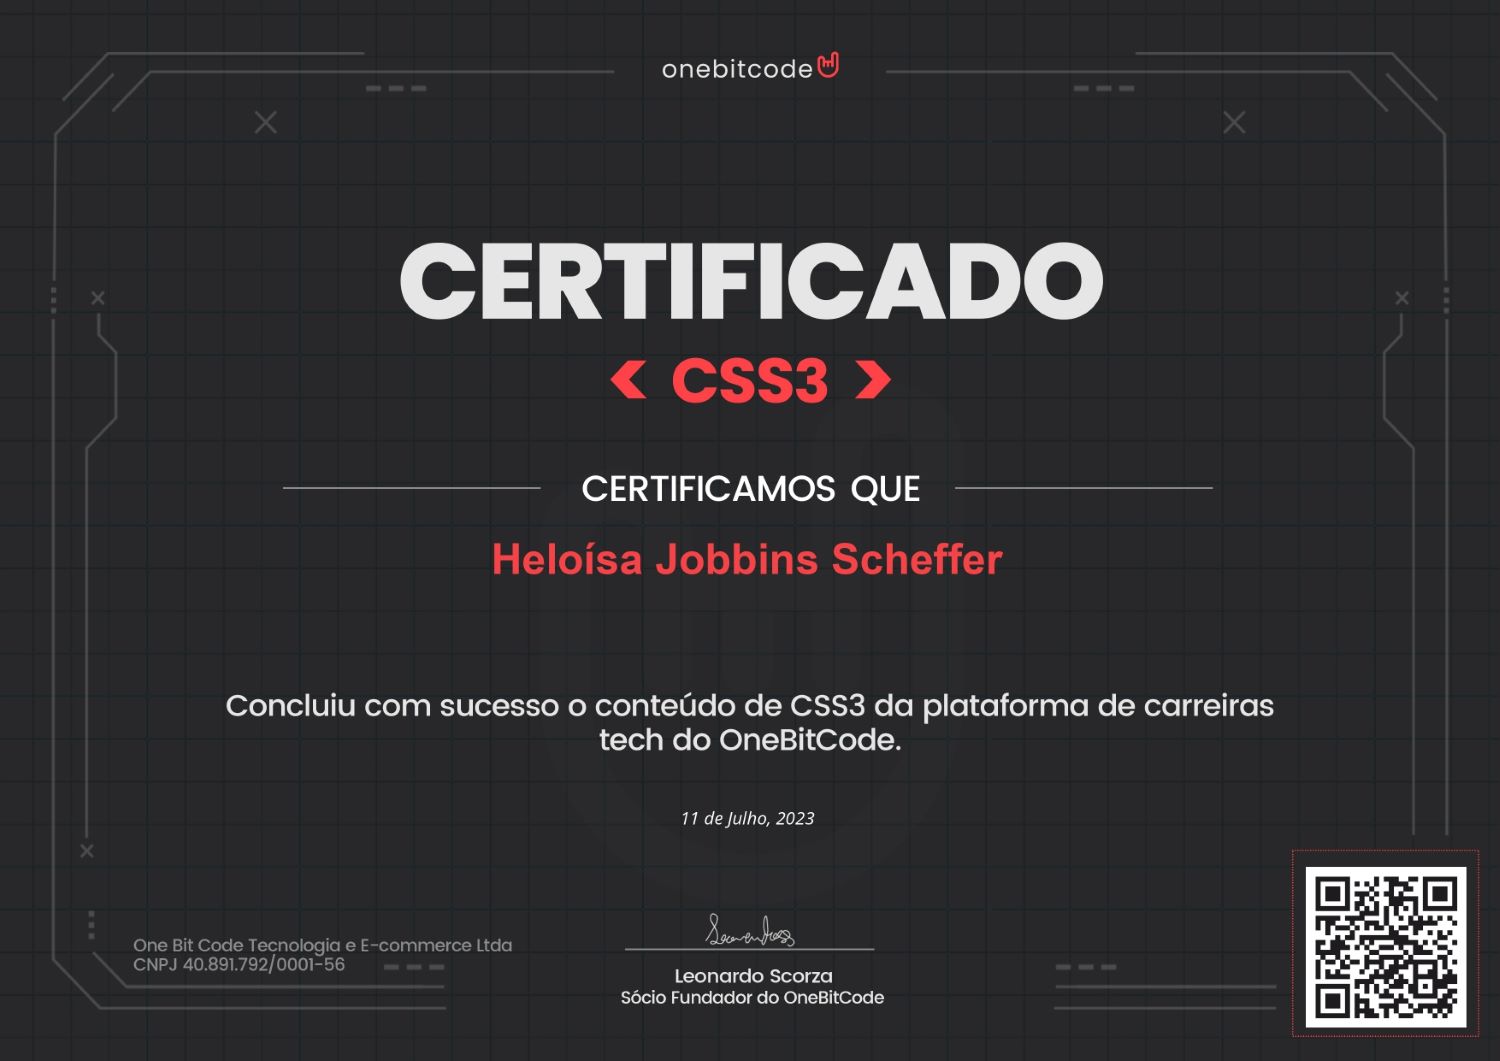 onebitcode
CERTIFICADO
CSS3
CERTIFICAMOS QUE
Heloísa Jobbins Scheffer
Concluiu com sucesso o conteúdo de CSS3 da plataforma de carreiras
tech do OneBitCode.
11 de Julho, 2023
One Bit Code Tecnologia e E-commerce Ltda
CNPJ 40.891.792/0001-56
Leonardo Scorza
Sócio Fundador do OneBitCode